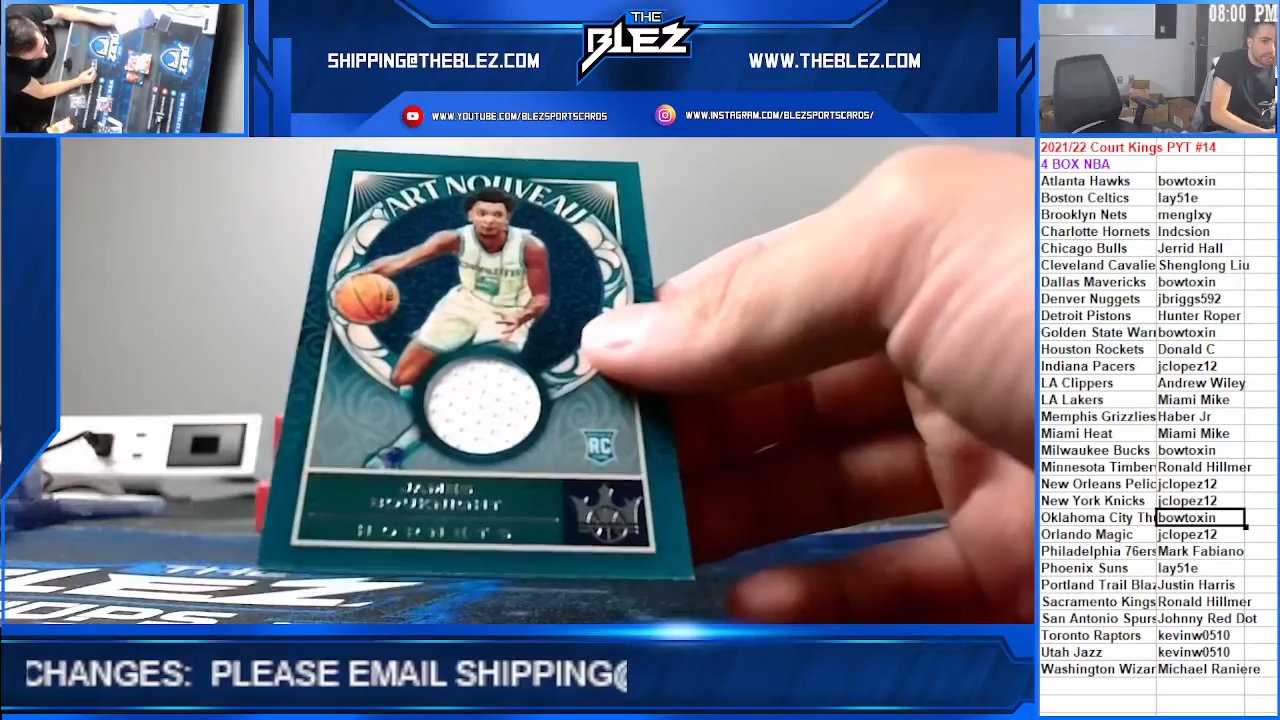 08:00 PM
THE
BLEZ
SHIPPING@THEBLEZ.COM
WWW.THEBLEZ.COM
WWW.YOUTUBE.COM/BLEZSPORTSCARDS
WWW.INSTAGRAM.COM/BLEZSPORTSCARDS/
ART NOUVEAU
RC
JAMES
BOUKNIGHT
HORNETS
THE
BLEZ
CHANGES: PLEASE EMAIL SHIPPING@
2021/22 Court Kings PYT #14
4 BOX NBA
Atlanta Hawks bowtoxin
Boston Celtics lay51e
Brooklyn Nets menglxy
Charlotte Hornets Indcsion
Chicago Bulls Jerrid Hall
Cleveland Cavalie Shenglong Liu
Dallas Mavericks bowtoxin
Denver Nuggets jbriggs592
Detroit Pistons Hunter Roper
Golden State War bowtoxin
Houston Rockets Donald C
Indiana Pacers jclopez12
LA Clippers Andrew Wiley
LA Lakers Miami Mike
Memphis Grizzlies Haber Jr
Miami Heat Miami Mike
Milwaukee Bucks bowtoxin
Minnesota Timber Ronald Hillmer
New Orleans Pelic jclopez12
New York Knicks jclopez12
Oklahoma City Th bowtoxin
Orlando Magic jclopez12
Philadelphia 76ers Mark Fabiano
Phoenix Suns lay51e
Portland Trail Blaz Justin Harris
Sacramento Kings Ronald Hillmer
San Antonio Spurs Johnny Red Dot
Toronto Raptors kevinw0510
Utah Jazz kevinw0510
Washington Wizar Michael Raniere